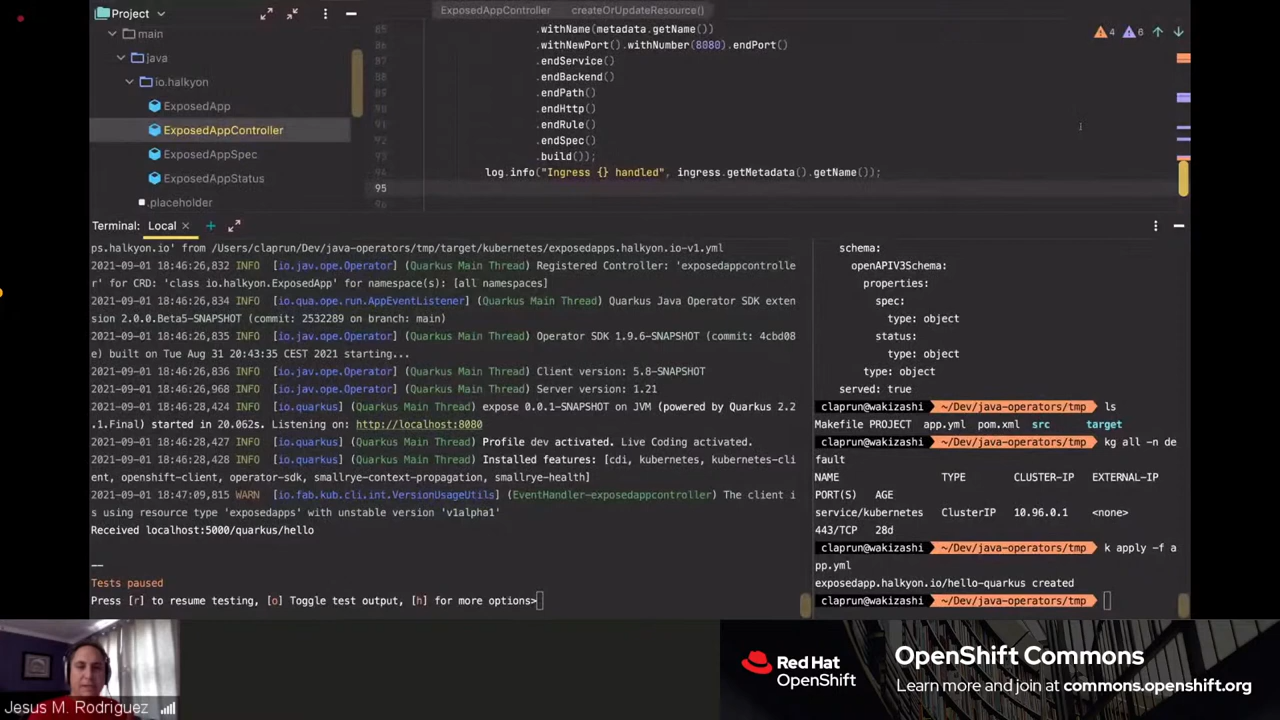 Project
ExposedAppController
createOrUpdateResource()
main
java
io.halkyon
ExposedApp
ExposedAppController
ExposedAppSpec
ExposedAppStatus
.placeholder
85 .withName(metadata.getName())
86 .withNewPort().withNumber(8080).endPort()
87 .endService()
88 .endBackend()
89 .endPath()
90 .endHttp()
91 .endRule()
92 .endSpec()
93 .build());
94 log.info("Ingress {} handled", ingress.getMetadata().getName());
95
96
4 6
Terminal: Local
ps.halkyon.io' from /Users/claprun/Dev/java-operators/tmp/target/kubernetes/exposedapps.halkyon.io-v1.yml
2021-09-01 18:46:26,832 INFO [io.jav.ope.Operator] (Quarkus Main Thread) Registered Controller: 'exposedappcontrolle
r' for CRD: 'class io.halkyon.ExposedApp' for namespace(s): [all namespaces]
2021-09-01 18:46:26,834 INFO [io.qua.ope.run.AppEventListener] (Quarkus Main Thread) Quarkus Java Operator SDK exten
sion 2.0.0.Beta5-SNAPSHOT (commit: 2532289 on branch: main)
2021-09-01 18:46:26,835 INFO [io.jav.ope.Operator] (Quarkus Main Thread) Operator SDK 1.9.6-SNAPSHOT (commit: 4cbd08
e) built on Tue Aug 31 20:43:35 CEST 2021 starting...
2021-09-01 18:46:26,836 INFO [io.jav.ope.Operator] (Quarkus Main Thread) Client version: 5.8-SNAPSHOT
2021-09-01 18:46:26,968 INFO [io.jav.ope.Operator] (Quarkus Main Thread) Server version: 1.21
2021-09-01 18:46:28,424 INFO [io.quarkus] (Quarkus Main Thread) expose 0.0.1-SNAPSHOT on JVM (powered by Quarkus 2.2
.1.Final) started in 20.062s. Listening on: http://localhost:8080
2021-09-01 18:46:28,427 INFO [io.quarkus] (Quarkus Main Thread) Profile dev activated. Live Coding activated.
2021-09-01 18:46:28,428 INFO [io.quarkus] (Quarkus Main Thread) Installed features: [cdi, kubernetes, kubernetes-cli
ent, openshift-client, operator-sdk, smallrye-context-propagation, smallrye-health]
2021-09-01 18:47:09,815 WARN [io.fab.kub.cli.int.VersionUsageUtils] (EventHandler-exposedappcontroller) The client i
s using resource type 'exposedapps' with unstable version 'v1alpha1'
Received localhost:5000/quarkus/hello
--
Tests paused
Press [r] to resume testing, [o] Toggle test output, [h] for more options>
schema:
openAPIV3Schema:
properties:
spec:
type: object
status:
type: object
type: object
served: true
claprun@wakizashi ~/Dev/java-operators/tmp ls
Makefile PROJECT app.yml pom.xml src target
claprun@wakizashi ~/Dev/java-operators/tmp kg all -n de
fault
NAME TYPE CLUSTER-IP EXTERNAL-IP
PORT(S) AGE
service/kubernetes ClusterIP 10.96.0.1 <none>
443/TCP 28d
claprun@wakizashi ~/Dev/java-operators/tmp k apply -f a
pp.yml
exposedapp.halkyon.io/hello-quarkus created
claprun@wakizashi ~/Dev/java-operators/tmp
Jesus M. Rodriguez
Red Hat
OpenShift
OpenShift Commons
Learn more and join at commons.openshift.org